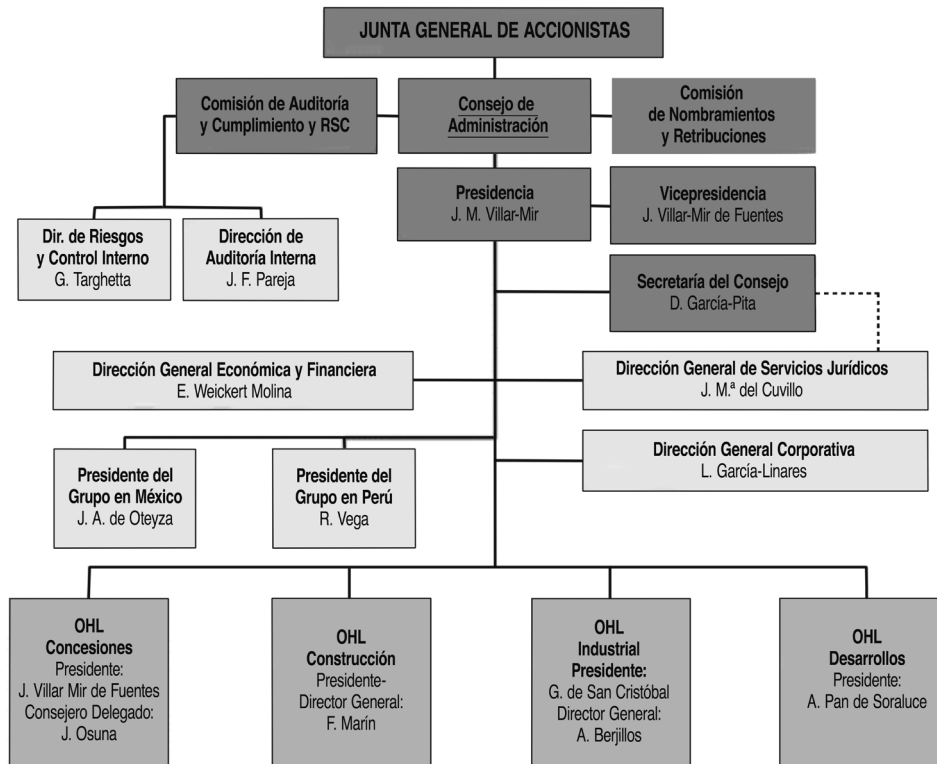 JUNTA GENERAL DE ACCIONISTAS
Comisión de Auditoría
y Cumplimiento y RSC
Consejo de
Administración
Comisión
de Nombramientos
y Retribuciones
Presidencia
J. M. Villar-Mir
Vicepresidencia
J. Villar-Mir de Fuentes
Dir. de Riesgos
y Control Interno
G. Targhetta
Dirección de
Auditoría Interna
J. F. Pareja
Secretaría del Consejo
D. García-Pita
Dirección General Económica y Financiera
E. Weickert Molina
Dirección General de Servicios Jurídicos
J. M.ª del Cuvillo
Dirección General Corporativa
L. García-Linares
Presidente del
Grupo en México
J. A. de Oteyza
Presidente del
Grupo en Perú
R. Vega
OHL
Concesiones
Presidente:
J. Villar Mir de Fuentes
Consejero Delegado:
J. Osuna
OHL
Construcción
Presidente-
Director General:
F. Marín
OHL
Industrial
Presidente:
G. de San Cristóbal
Director General:
A. Berjillos
OHL
Desarrollos
Presidente:
A. Pan de Soraluce